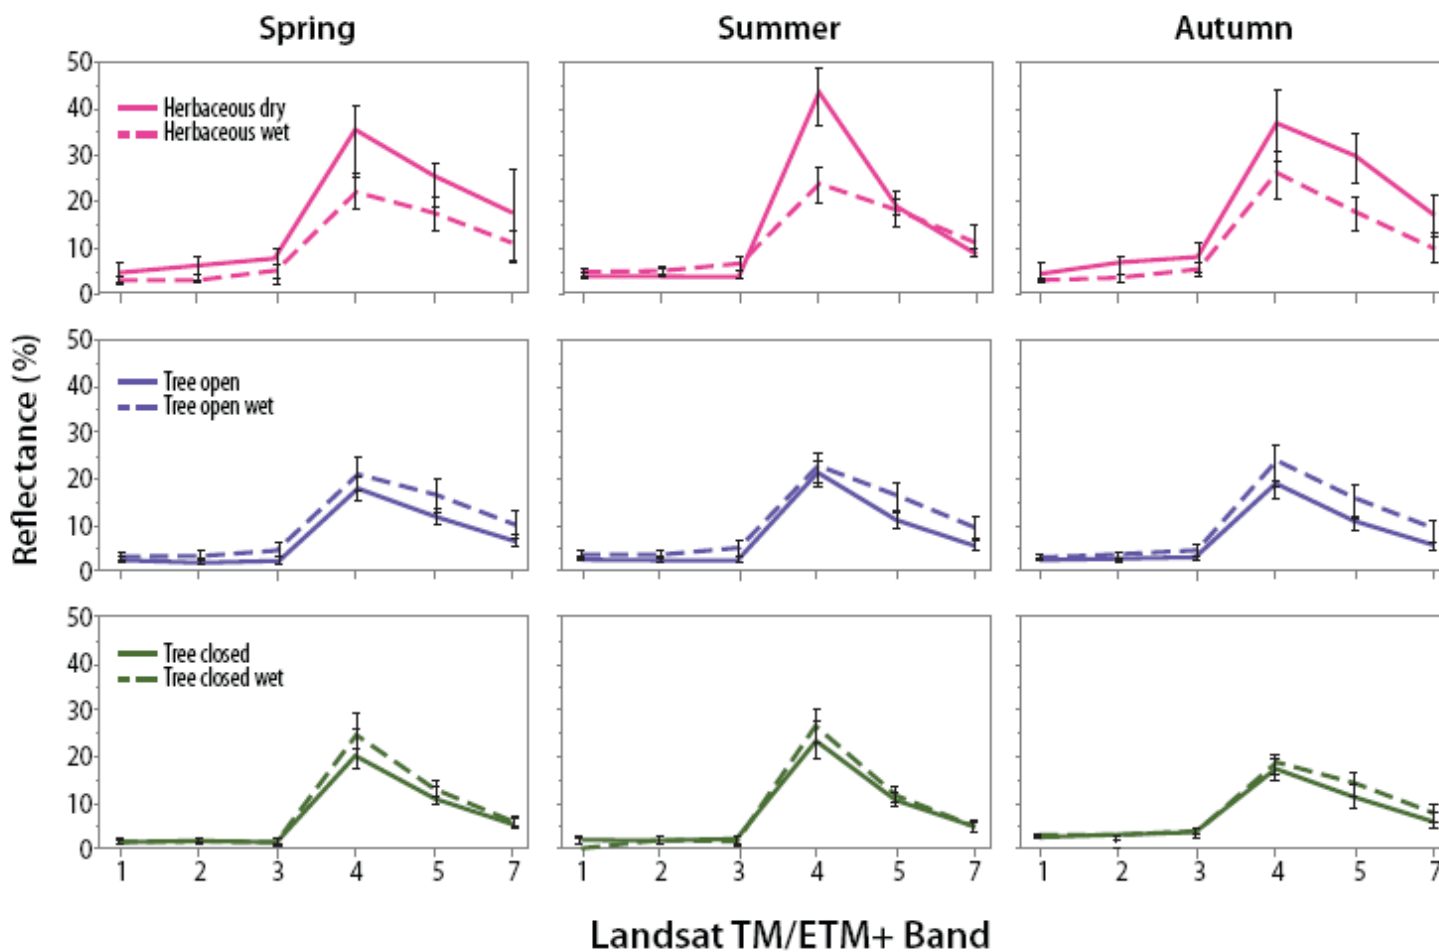 Spring Summer Autumn
50
40
30
20
10
0
Herbaceous dry
Herbaceous wet
Reflectance (%)
50
40
30
20
10
0
Tree open
Tree open wet
50
40
30
20
10
0
Tree closed
Tree closed wet
1 2 3 4 5 7 1 2 3 4 5 7 1 2 3 4 5 7
Landsat TM/ETM+ Band